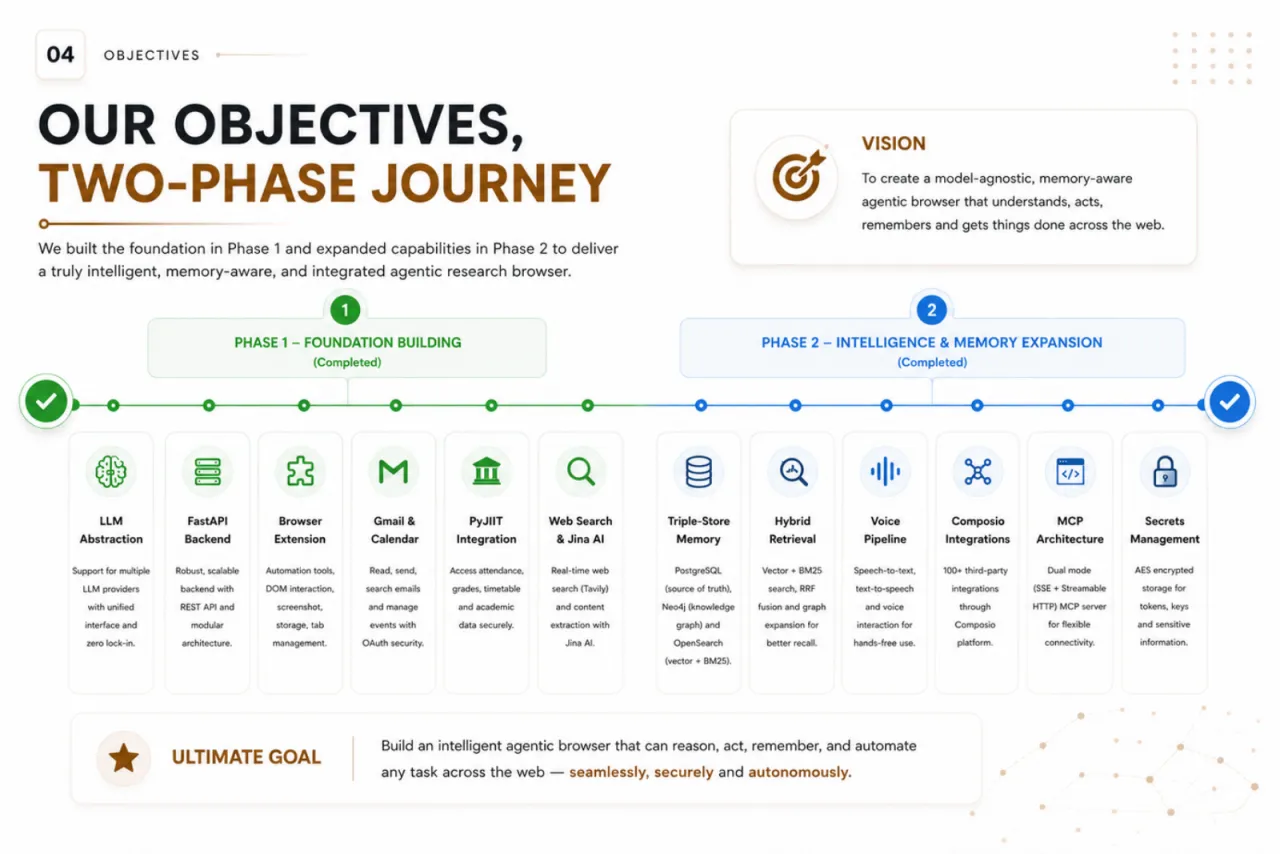 04
OBJECTIVES
OUR OBJECTIVES,
TWO-PHASE JOURNEY
We built the foundation in Phase 1 and expanded capabilities in Phase 2 to deliver
a truly intelligent, memory-aware, and integrated agentic research browser.
VISION
To create a model-agnostic, memory-aware
agentic browser that understands, acts,
remembers and gets things done across the web.
1
PHASE 1 – FOUNDATION BUILDING
(Completed)
2
PHASE 2 – INTELLIGENCE & MEMORY EXPANSION
(Completed)
LLM
Abstraction
Support for multiple
LLM providers
with unified
interface and
zero lock-in.
FastAPI
Backend
Robust, scalable
backend with
REST API and
modular
architecture.
Browser
Extension
Automation tools,
DOM interaction,
screenshot,
storage, tab
management.
Gmail &
Calendar
Read, send,
search emails
and manage
events with
OAuth security.
PyJIIT
Integration
Access attendance,
grades, timetable
and academic
data securely.
Web Search
& Jina AI
Real-time web
search (Tavily)
and content
extraction with
Jina AI.
Triple-Store
Memory
PostgreSQL
(source of truth),
Neo4j (knowledge
graph) and
OpenSearch
(vector + BM25).
Hybrid
Retrieval
Vector + BM25
search, RRF
fusion and graph
expansion for
better recall.
Voice
Pipeline
Speech-to-text,
text-to-speech
and voice
interaction for
hands-free use.
Composio
Integrations
100+ third-party
integrations
through
Composio
platform.
MCP
Architecture
Dual mode
(SSE + Streamable
HTTP) MCP server
for flexible
connectivity.
Secrets
Management
AES encrypted
storage for
tokens, keys
and sensitive
information.
ULTIMATE GOAL
Build an intelligent agentic browser that can reason, act, remember, and automate
any task across the web — seamlessly, securely and autonomously.